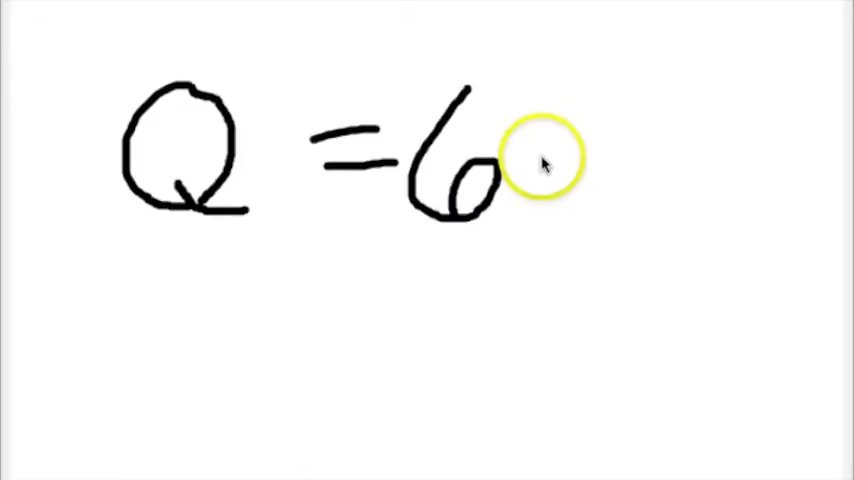 Q = 6